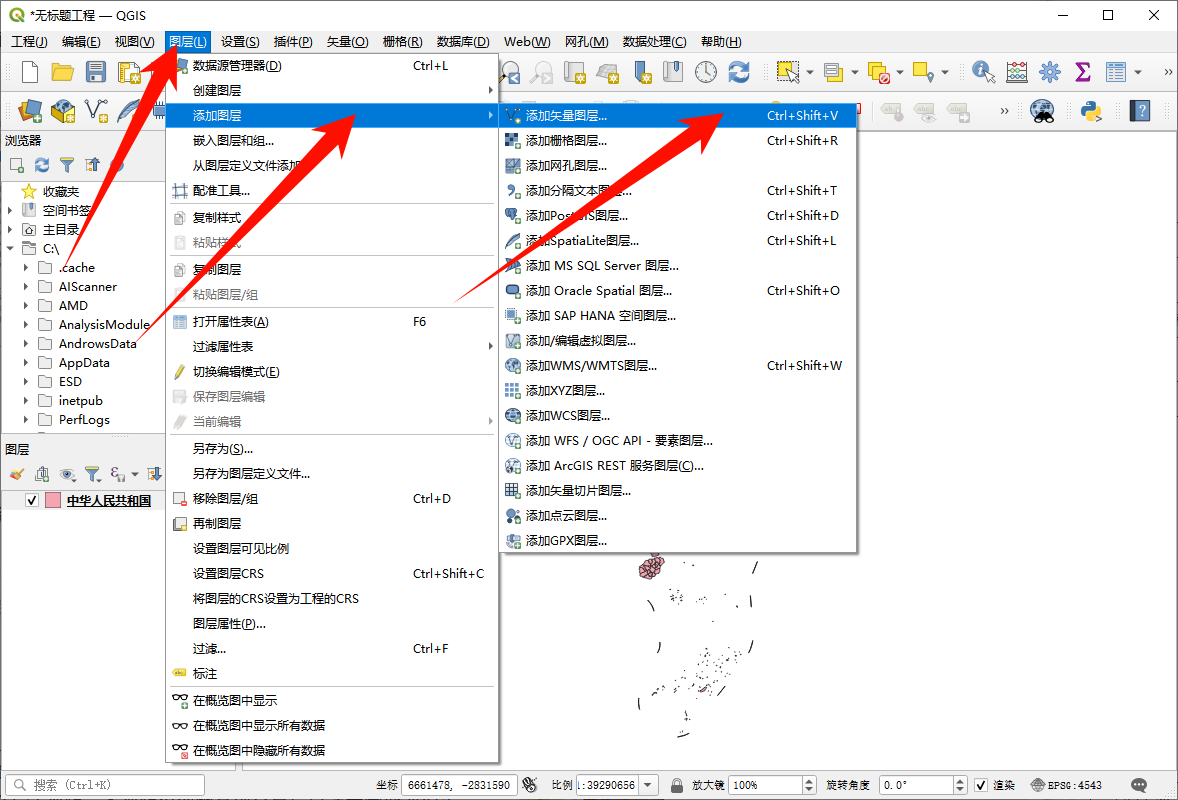 *无标题工程 — QGIS
工程(J) 编辑(E) 视图(V) 图层(L) 设置(S) 插件(P) 矢量(O) 栅格(R) 数据库(D) Web(W) 网孔(M) 数据处理(C) 帮助(H)
数据源管理器(D) Ctrl+L
创建图层
添加图层
嵌入图层和组...
从图层定义文件添加
配准工具...
复制样式
粘贴样式
复制图层
粘贴图层/组
打开属性表(A) F6
过滤属性表
切换编辑模式(E)
保存图层编辑
当前编辑
另存为(S)...
另存为图层定义文件...
移除图层/组 Ctrl+D
再制图层
设置图层可见比例
设置图层CRS Ctrl+Shift+C
将图层的CRS设置为工程的CRS
图层属性(P)...
过滤... Ctrl+F
标注
在概览图中显示
在概览图中显示所有数据
在概览图中隐藏所有数据
添加矢量图层... Ctrl+Shift+V
添加栅格图层... Ctrl+Shift+R
添加网孔图层...
添加分隔文本图层... Ctrl+Shift+T
添加PostGIS图层... Ctrl+Shift+D
添加SpatiaLite图层... Ctrl+Shift+L
添加 MS SQL Server 图层...
添加 Oracle Spatial 图层... Ctrl+Shift+O
添加 SAP HANA 空间图层...
添加/编辑虚拟图层...
添加WMS/WMTS图层... Ctrl+Shift+W
添加XYZ图层...
添加WCS图层...
添加 WFS / OGC API - 要素图层...
添加 ArcGIS REST 服务图层(C)...
添加矢量切片图层...
添加点云图层...
添加GPX图层...
浏览器
收藏夹
空间书签
主目录
C:\
.cache
AIScanner
AMD
AnalysisModule
AndrowsData
AppData
ESD
inetpub
PerfLogs
图层
中华人民共和国
搜索 (Ctrl+K) 坐标 6661478, -2831590 比例 1:39290656 放大镜 100% 旋转角度 0.0° 渲染 EPSG:4543